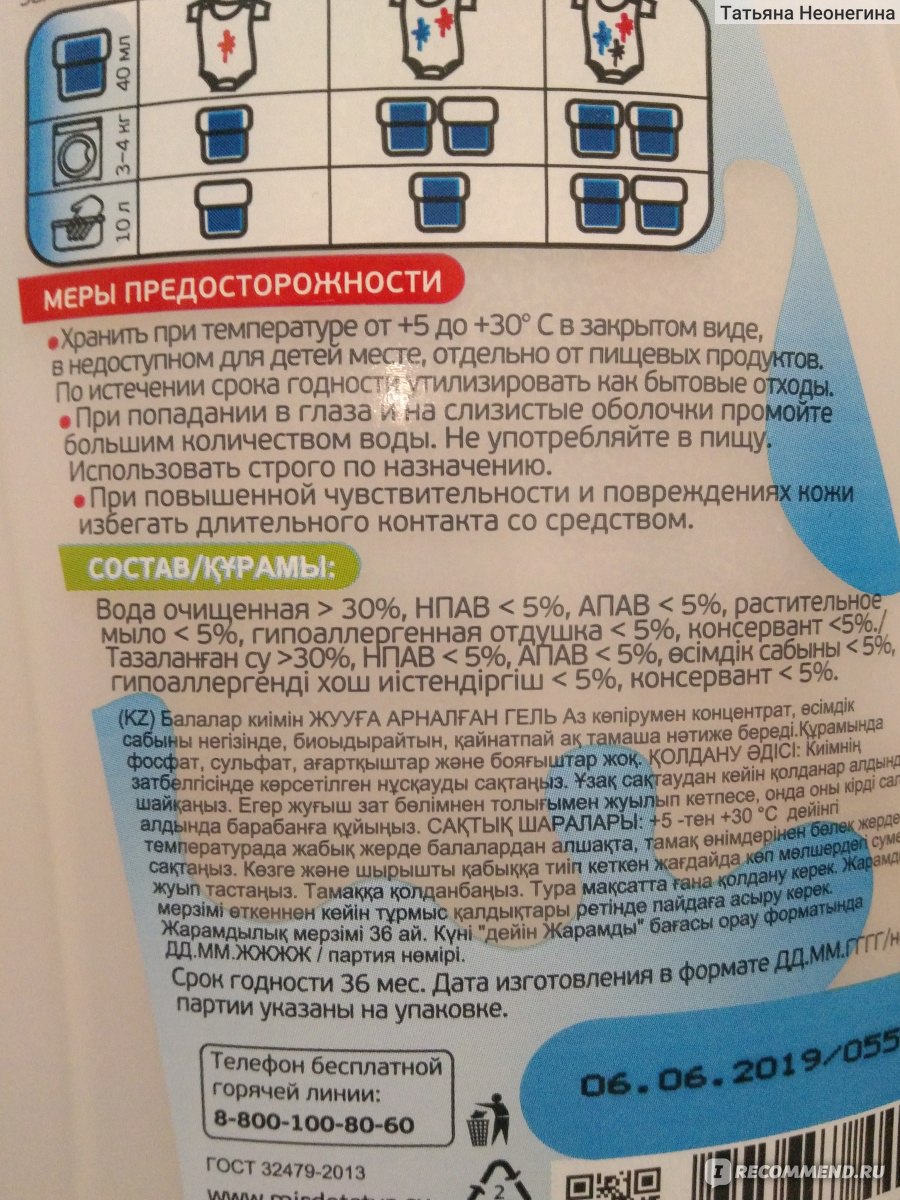 Татьяна Неонегина
40 мл
3-4 кг
10 л
МЕРЫ ПРЕДОСТОРОЖНОСТИ
•Хранить при температуре от +5 до +30° С в закрытом виде,
в недоступном для детей месте, отдельно от пищевых продуктов.
По истечении срока годности утилизировать как бытовые отходы.
•При попадании в глаза и на слизистые оболочки промойте
большим количеством воды. Не употребляйте в пищу.
Использовать строго по назначению.
•При повышенной чувствительности и повреждениях кожи
избегать длительного контакта со средством.
СОСТАВ/ҚҰРАМЫ:
Вода очищенная > 30%, НПАВ < 5%, АПАВ < 5%, растительное
мыло < 5%, гипоаллергенная отдушка < 5%, консервант <5%./
Тазаланған су >30%, НПАВ < 5%, АПАВ < 5%, өсімдік сабыны < 5%,
гипоаллергенді хош иістендіргіш < 5%, консервант < 5%.
(KZ) Балалар киімін ЖУУҒА АРНАЛҒАН ГЕЛЬ Аз көпірумен концентрат, өсімдік
сабыны негізінде, биоыдырайтын, қайнатпай ақ тамаша нәтиже береді.Құрамында
фосфат, сульфат, ағартқыштар және бояғыштар жоқ. ҚОЛДАНУ ӘДІСІ: Киімнің
затбелгісінде көрсетілген нұсқауды сақтаңыз. Ұзақ сақтаудан кейін қолданар алдынд
шайқаңыз. Егер жуғыш зат бөлімнен толығымен жуылып кетпесе, онда оны кірді сал
алдында барабанға құйыңыз. САҚТЫҚ ШАРАЛАРЫ: +5 -тен +30 °C дейінгі
температурада жабық жерде балалардан алшақта, тамақ өнімдерінен бөлек жерде
сақтаңыз. Көзге және шырышты қабыққа тиіп кеткен жағдайда көп мөлшердеп суме
жуып тастаңыз. Тамаққа қолданбаңыз. Тура мақсатта ғана қолдану керек. Жарамд
мерзімі өткеннен кейін тұрмыс қалдықтары ретінде пайдаға асыру керек.
Жарамдылық мерзімі 36 ай. Күні "дейін Жарамды" бағасы орау форматында
ДД.ММ.ЖЖЖЖ / партия нөмірі.
Срок годности 36 мес. Дата изготовления в формате ДД.ММ.ГГГГ/н
партии указаны на упаковке.
06.06.2019/055
Телефон бесплатной
горячей линии:
8-800-100-80-60
ГОСТ 32479-2013
2
IRECOMMEND.RU